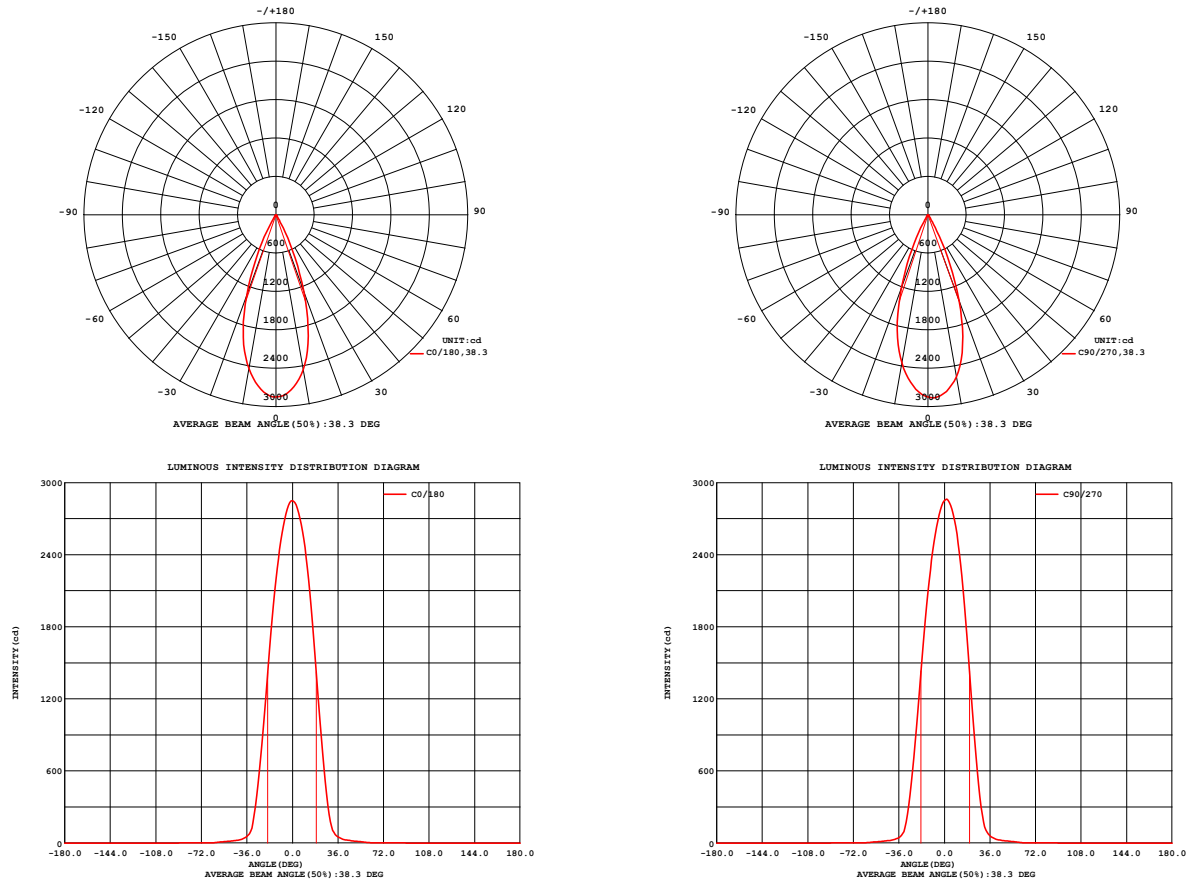 -/+180
-150
150
-120
120
-90
90
-60
60
-30
30
0
600
1200
1800
2400
3000
0
UNIT:cd
C0/180,38.3
AVERAGE BEAM ANGLE(50%):38.3 DEG
-/+180
-150
150
-120
120
-90
90
-60
60
-30
30
0
600
1200
1800
2400
3000
0
UNIT:cd
C90/270,38.3
AVERAGE BEAM ANGLE(50%):38.3 DEG
LUMINOUS INTENSITY DISTRIBUTION DIAGRAM
C0/180
INTENSITY(cd)
3000
2400
1800
1200
600
0
-180.0 -144.0 -108.0 -72.0 -36.0 0.0 36.0 72.0 108.0 144.0 180.0
ANGLE(DEG)
AVERAGE BEAM ANGLE(50%):38.3 DEG
LUMINOUS INTENSITY DISTRIBUTION DIAGRAM
C90/270
INTENSITY(cd)
3000
2400
1800
1200
600
0
-180.0 -144.0 -108.0 -72.0 -36.0 0.0 36.0 72.0 108.0 144.0 180.0
ANGLE(DEG)
AVERAGE BEAM ANGLE(50%):38.3 DEG